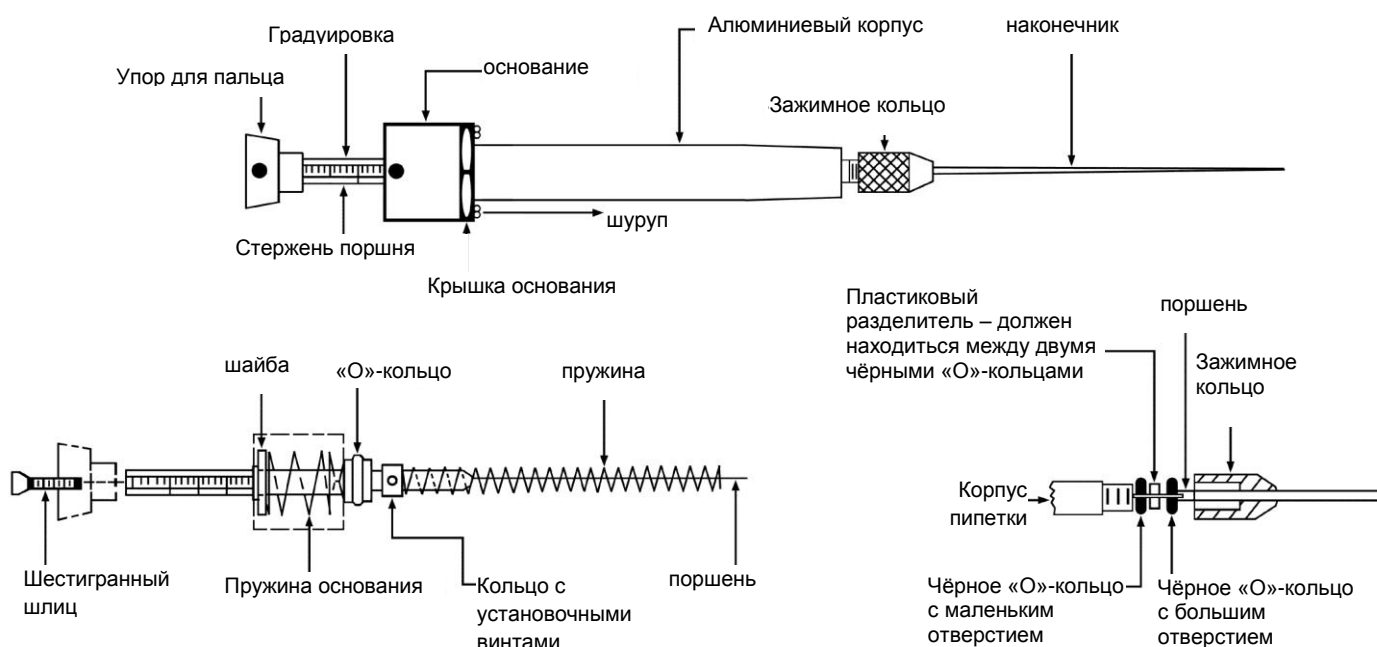 Градуировка
Алюминиевый корпус
наконечник
Упор для пальца
основание
Зажимное кольцо
шуруп
Стержень поршня
Крышка основания
шайба
«О»-кольцо
пружина
Шестигранный
шлиц
Пружина основания
Кольцо с
установочными
винтами
поршень
Пластиковый
разделитель – должен
находиться между двумя
чёрными «О»-кольцами
поршень
Зажимное
кольцо
Корпус
пипетки
Чёрное «О»-кольцо
с маленьким
отверстием
Чёрное «О»-кольцо
с большим
отверстием